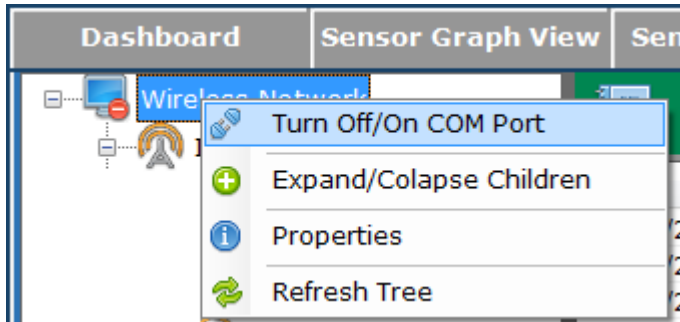 Dashboard
Sensor Graph View
Wireless Network
Turn Off/On COM Port
Expand/Colapse Children
Properties
Refresh Tree